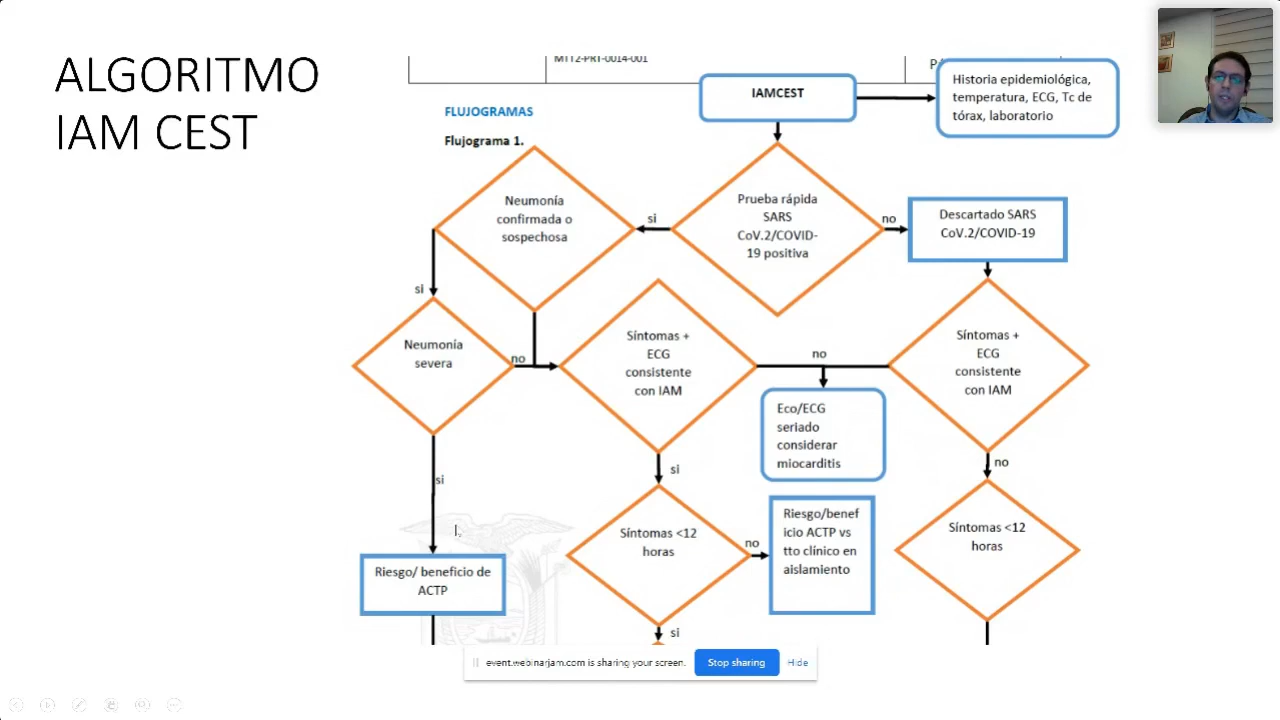 ALGORITMO
IAM CEST
MTT2-PRT-0014-001
FLUJOGRAMAS
Flujograma 1.
IAMCEST
Historia epidemiológica,
temperatura, ECG, Tc de
tórax, laboratorio
Neumonía
confirmada o
sospechosa
si
Prueba rápida
SARS
CoV.2/COVID-
19 positiva
no
Descartado SARS
CoV.2/COVID-19
si
Neumonía
severa
no
Síntomas +
ECG
consistente
con IAM
no
Síntomas +
ECG
consistente
con IAM
Eco/ECG
seriado
considerar
miocarditis
si
si
no
Riesgo/ beneficio de
ACTP
Síntomas <12
horas
no
Riesgo/benef
icio ACTP vs
tto clínico en
aislamiento
Síntomas <12
horas
si
event.webinarjam.com is sharing your screen.
Stop sharing
Hide